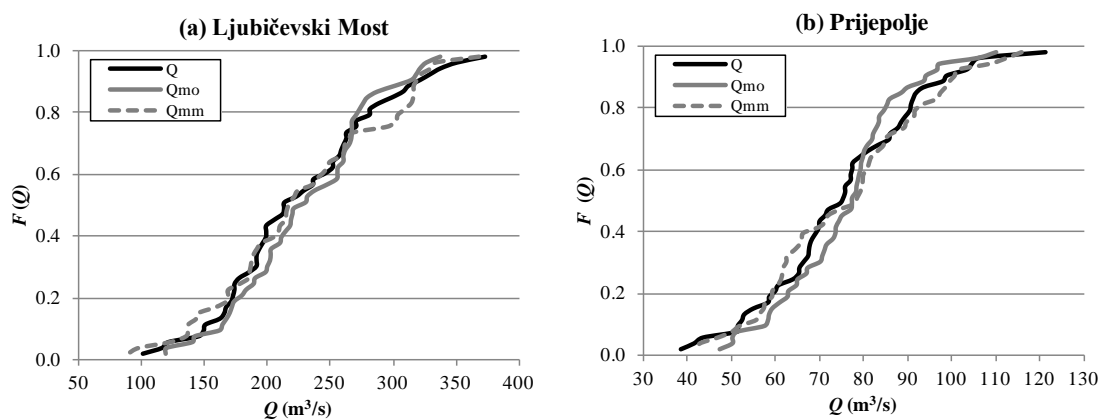 (a) Ljubičevski Most
1.0
0.8
0.6
0.4
0.2
0.0
F (Q)
Q
Qmo
Qmm
50 100 150 200 250 300 350 400
Q (m³/s)
(b) Prijepolje
1.0
0.8
0.6
0.4
0.2
0.0
F (Q)
Q
Qmo
Qmm
30 40 50 60 70 80 90 100 110 120 130
Q (m³/s)